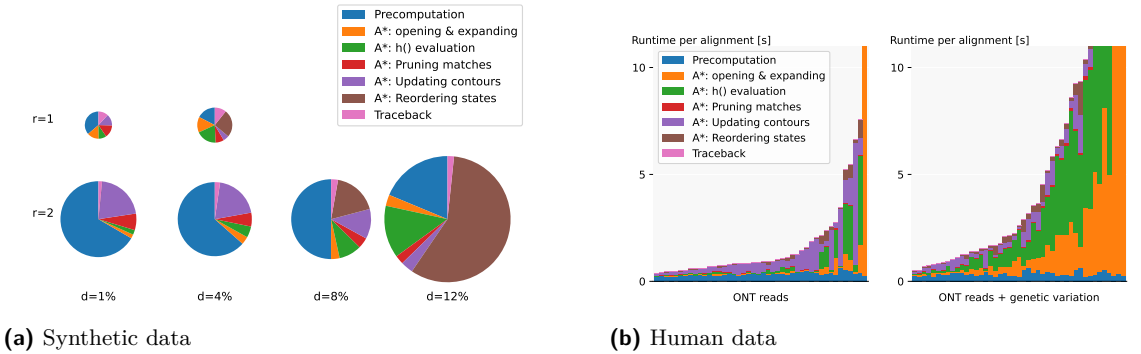 Precomputation
A*: opening & expanding
A*: h() evaluation
A*: Pruning matches
A*: Updating contours
A*: Reordering states
Traceback
r=1
r=2
d=1%
d=4%
d=8%
d=12%
(a) Synthetic data
Runtime per alignment [s]
10
5
0
Precomputation
A*: opening & expanding
A*: h() evaluation
A*: Pruning matches
A*: Updating contours
A*: Reordering states
Traceback
ONT reads
Runtime per alignment [s]
10
5
0
ONT reads + genetic variation
(b) Human data